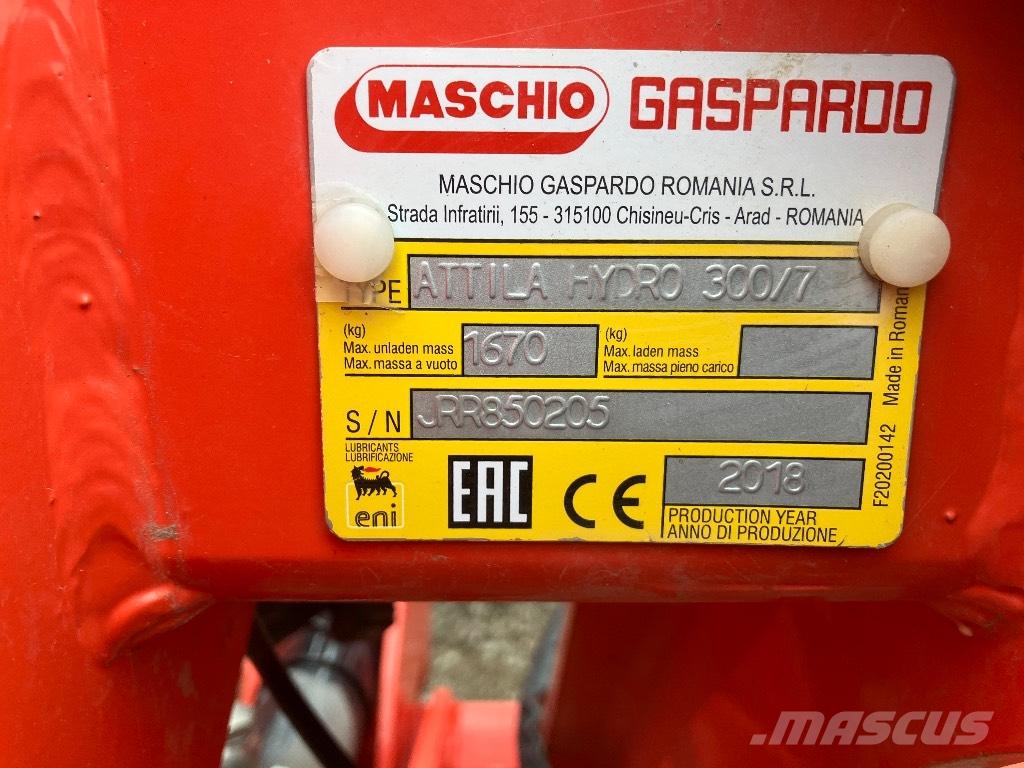 MASCHIO GASPARDO
MASCHIO GASPARDO ROMANIA S.R.L.
Strada Infratirii, 155 - 315100 Chisineu-Cris - Arad - ROMANIA
TYPE ATTILA HYDRO 300/7
(kg)
Max. unladen mass
Max. massa a vuoto
1670
(kg)
Max. laden mass
Max. massa pieno carico
S / N JRR850205
LUBRICANTS
LUBRIFICAZIONE
eni
EAC
CE
2018
PRODUCTION YEAR
ANNO DI PRODUZIONE
F20200142 Made in Roman
MASCUS